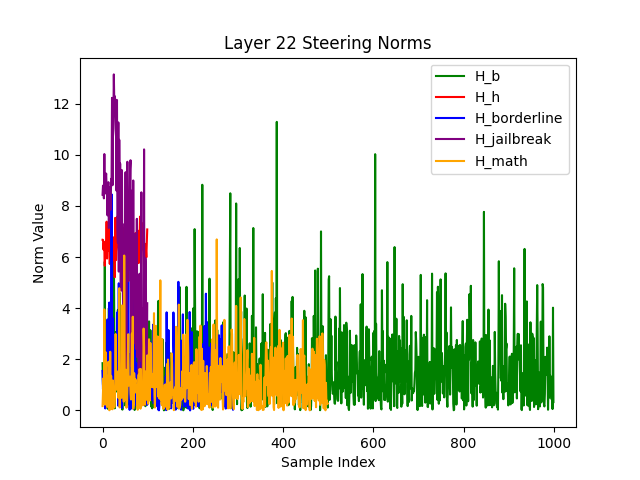 Layer 22 Steering Norms
H_b
H_h
H_borderline
H_jailbreak
H_math
Norm Value
12
10
8
6
4
2
0
0 200 400 600 800 1000
Sample Index